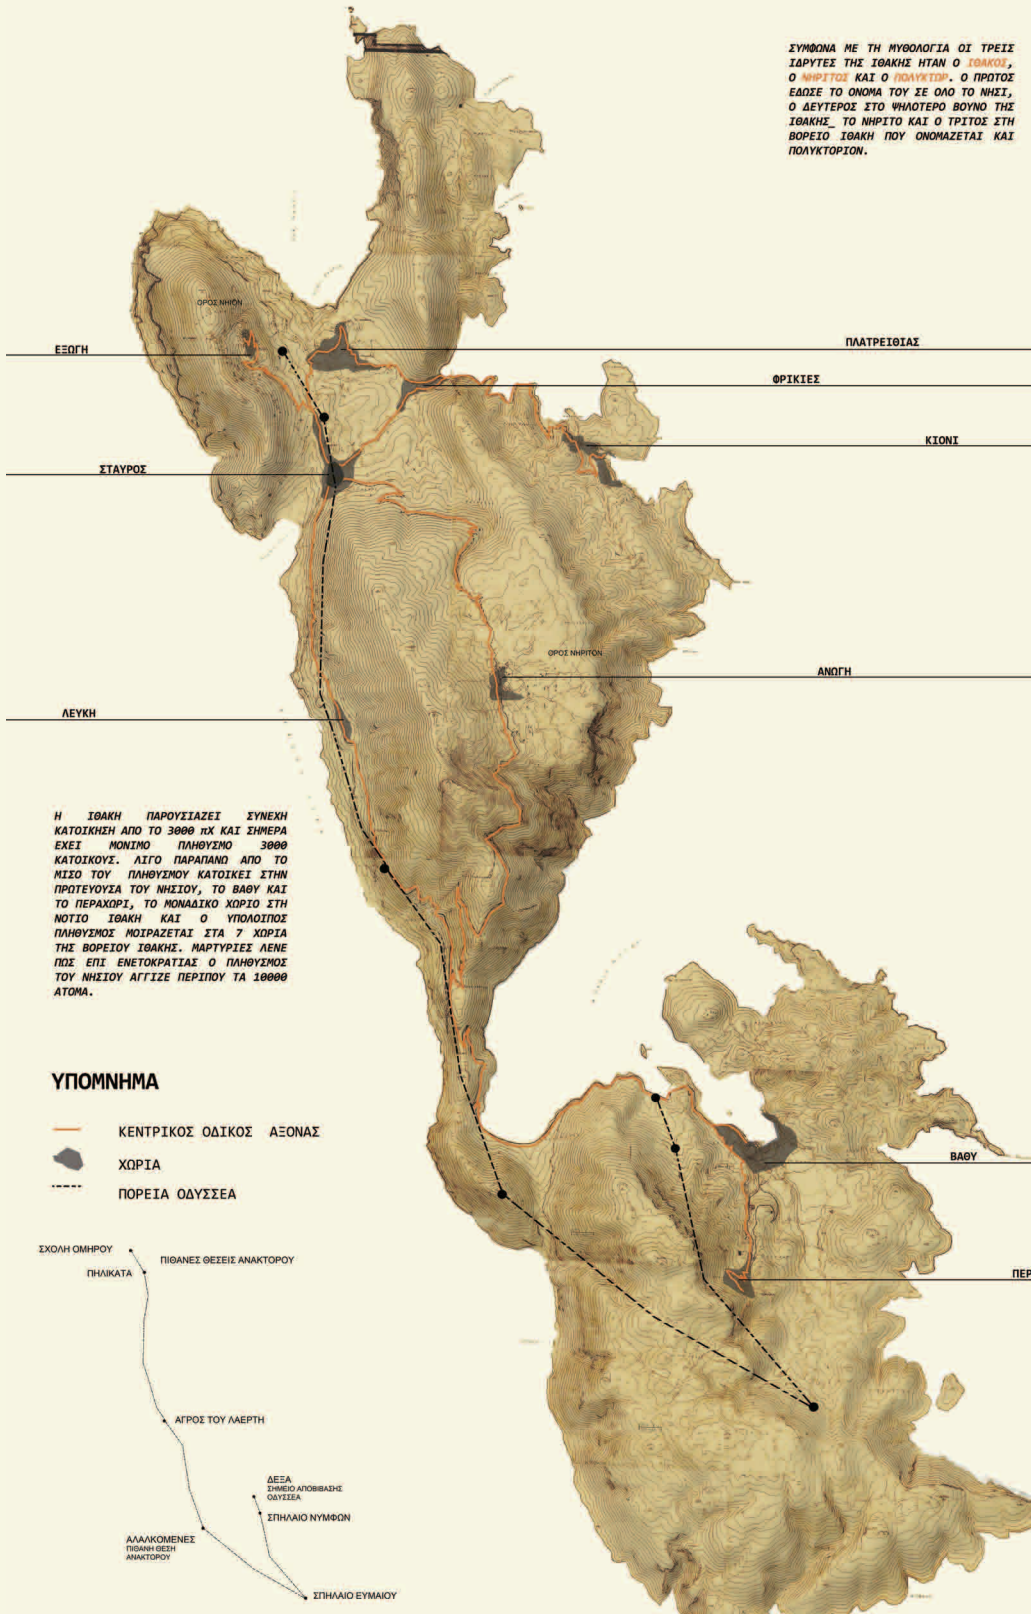 ΣΥΜΦΩΝΑ ΜΕ ΤΗ ΜΥΘΟΛΟΓΙΑ ΟΙ ΤΡΕΙΣ
ΙΔΡΥΤΕΣ ΤΗΣ ΙΘΑΚΗΣ ΗΤΑΝ Ο ΙΘΑΚΟΣ,
Ο ΝΗΡΙΤΟΣ ΚΑΙ Ο ΠΟΛΥΚΤΩΡ. Ο ΠΡΩΤΟΣ
ΕΔΩΣΕ ΤΟ ΟΝΟΜΑ ΤΟΥ ΣΕ ΟΛΟ ΤΟ ΝΗΣΙ,
Ο ΔΕΥΤΕΡΟΣ ΣΤΟ ΨΗΛΟΤΕΡΟ ΒΟΥΝΟ ΤΗΣ
ΙΘΑΚΗΣ_ ΤΟ ΝΗΡΙΤΟ ΚΑΙ Ο ΤΡΙΤΟΣ ΣΤΗ
ΒΟΡΕΙΟ ΙΘΑΚΗ ΠΟΥ ΟΝΟΜΑΖΕΤΑΙ ΚΑΙ
ΠΟΛΥΚΤΟΡΙΟΝ.
ΟΡΟΣ ΝΗΙΟΝ
ΕΞΩΓΗ
ΠΛΑΤΡΕΙΘΙΑΣ
ΦΡΙΚΙΕΣ
ΚΙΟΝΙ
ΣΤΑΥΡΟΣ
ΟΡΟΣ ΝΗΡΙΤΟΝ
ΑΝΩΓΗ
ΛΕΥΚΗ
Η ΙΘΑΚΗ ΠΑΡΟΥΣΙΑΖΕΙ ΣΥΝΕΧΗ
ΚΑΤΟΙΚΗΣΗ ΑΠΟ ΤΟ 3000 πΧ ΚΑΙ ΣΗΜΕΡΑ
ΕΧΕΙ ΜΟΝΙΜΟ ΠΛΗΘΥΣΜΟ 3000
ΚΑΤΟΙΚΟΥΣ. ΛΙΓΟ ΠΑΡΑΠΑΝΩ ΑΠΟ ΤΟ
ΜΙΣΟ ΤΟΥ ΠΛΗΘΥΣΜΟΥ ΚΑΤΟΙΚΕΙ ΣΤΗΝ
ΠΡΩΤΕΥΟΥΣΑ ΤΟΥ ΝΗΣΙΟΥ, ΤΟ ΒΑΘΥ ΚΑΙ
ΤΟ ΠΕΡΑΧΩΡΙ, ΤΟ ΜΟΝΑΔΙΚΟ ΧΩΡΙΟ ΣΤΗ
ΝΟΤΙΟ ΙΘΑΚΗ ΚΑΙ Ο ΥΠΟΛΟΙΠΟΣ
ΠΛΗΘΥΣΜΟΣ ΜΟΙΡΑΖΕΤΑΙ ΣΤΑ 7 ΧΩΡΙΑ
ΤΗΣ ΒΟΡΕΙΟΥ ΙΘΑΚΗΣ. ΜΑΡΤΥΡΙΕΣ ΛΕΝΕ
ΠΩΣ ΕΠΙ ΕΝΕΤΟΚΡΑΤΙΑΣ Ο ΠΛΗΘΥΣΜΟΣ
ΤΟΥ ΝΗΣΙΟΥ ΑΓΓΙΖΕ ΠΕΡΙΠΟΥ ΤΑ 10000
ΑΤΟΜΑ.
ΥΠΟΜΝΗΜΑ
ΚΕΝΤΡΙΚΟΣ ΟΔΙΚΟΣ ΑΞΟΝΑΣ
ΧΩΡΙΑ
ΠΟΡΕΙΑ ΟΔΥΣΣΕΑ
ΒΑΘΥ
ΠΕΡ
ΣΧΟΛΗ ΟΜΗΡΟΥ
ΠΙΘΑΝΕΣ ΘΕΣΕΙΣ ΑΝΑΚΤΟΡΟΥ
ΠΗΛΙΚΑΤΑ
ΑΓΡΟΣ ΤΟΥ ΛΑΕΡΤΗ
ΔΕΞΑ
ΣΗΜΕΙΟ ΑΠΟΒΙΒΑΣΗΣ
ΟΔΥΣΣΕΑ
ΣΠΗΛΑΙΟ ΝΥΜΦΩΝ
ΑΛΑΛΚΟΜΕΝΕΣ
ΠΙΘΑΝΗ ΘΕΣΗ
ΑΝΑΚΤΟΡΟΥ
ΣΠΗΛΑΙΟ ΕΥΜΑΙΟΥ